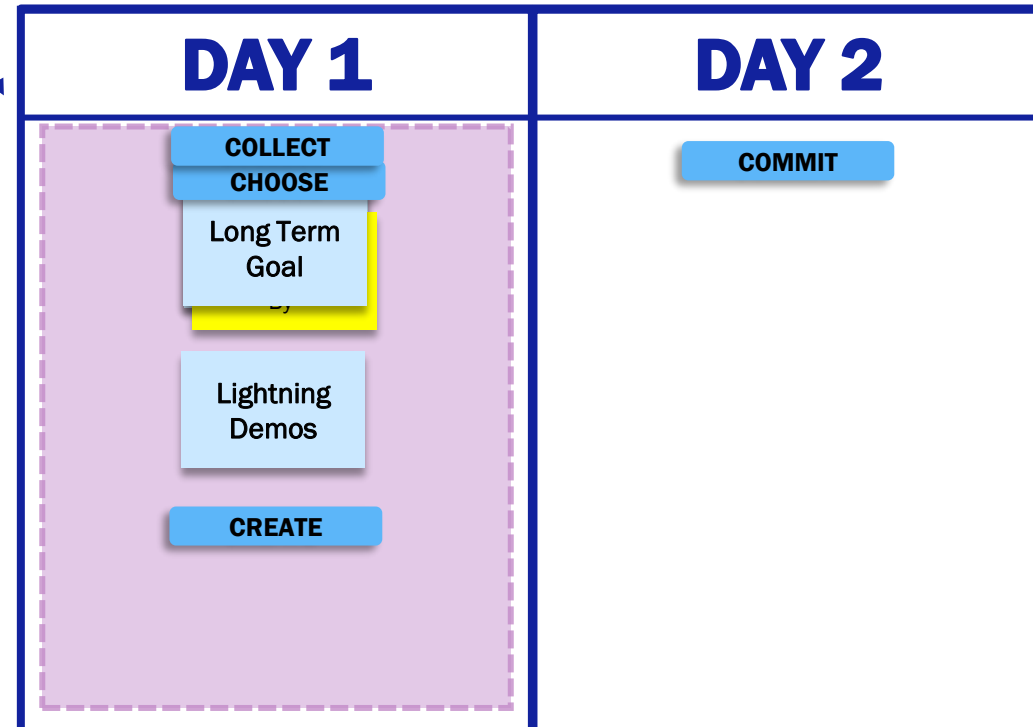 DAY 1
DAY 2
COLLECT
CHOOSE
Long Term
Goal
Lightning
Demos
CREATE
COMMIT